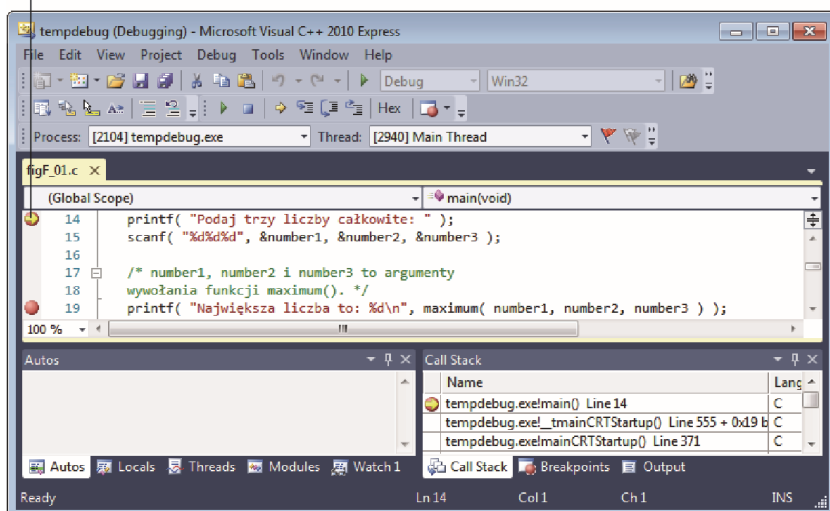 tempdebug (Debugging) - Microsoft Visual C++ 2010 Express
File Edit View Project Debug Tools Window Help
Debug Win32
Hex
Process: [2104] tempdebug.exe Thread: [2940] Main Thread
figF_01.c
(Global Scope) main(void)
14 printf( "Podaj trzy liczby całkowite: " );
15 scanf( "%d%d%d", &number1, &number2, &number3 );
16
17 /* number1, number2 i number3 to argumenty
18 wywołania funkcji maximum(). */
19 printf( "Największa liczba to: %d\n", maximum( number1, number2, number3 ) );
100 %
Autos
Call Stack
Name Lang
tempdebug.exe!main() Line 14 C
tempdebug.exe!__tmainCRTStartup() Line 555 + 0x19 b C
tempdebug.exe!mainCRTStartup() Line 371 C
Autos Locals Threads Modules Watch 1 Call Stack Breakpoints Output
Ready Ln 14 Col 1 Ch 1 INS